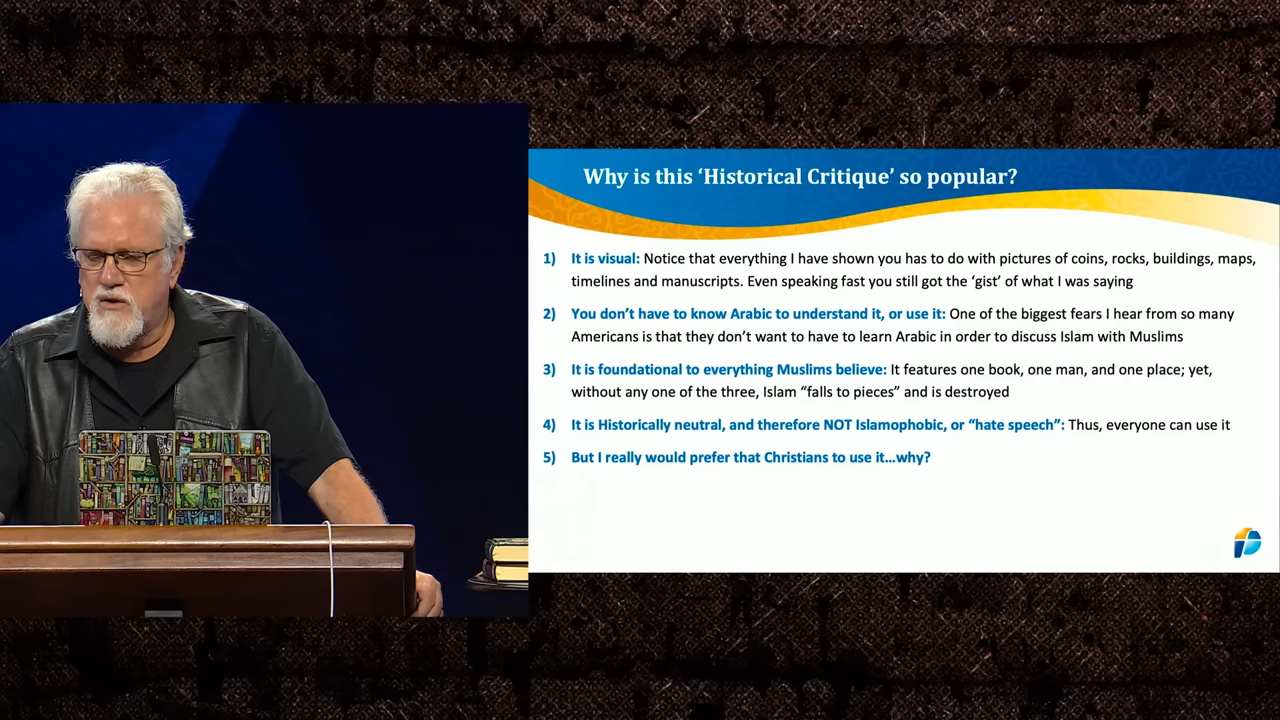 Why is this ‘Historical Critique’ so popular?
1) It is visual: Notice that everything I have shown you has to do with pictures of coins, rocks, buildings, maps,
timelines and manuscripts. Even speaking fast you still got the ‘gist’ of what I was saying
2) You don’t have to know Arabic to understand it, or use it: One of the biggest fears I hear from so many
Americans is that they don’t want to have to learn Arabic in order to discuss Islam with Muslims
3) It is foundational to everything Muslims believe: It features one book, one man, and one place; yet,
without any one of the three, Islam “falls to pieces” and is destroyed
4) It is Historically neutral, and therefore NOT Islamophobic, or “hate speech”: Thus, everyone can use it
5) But I really would prefer that Christians to use it…why?